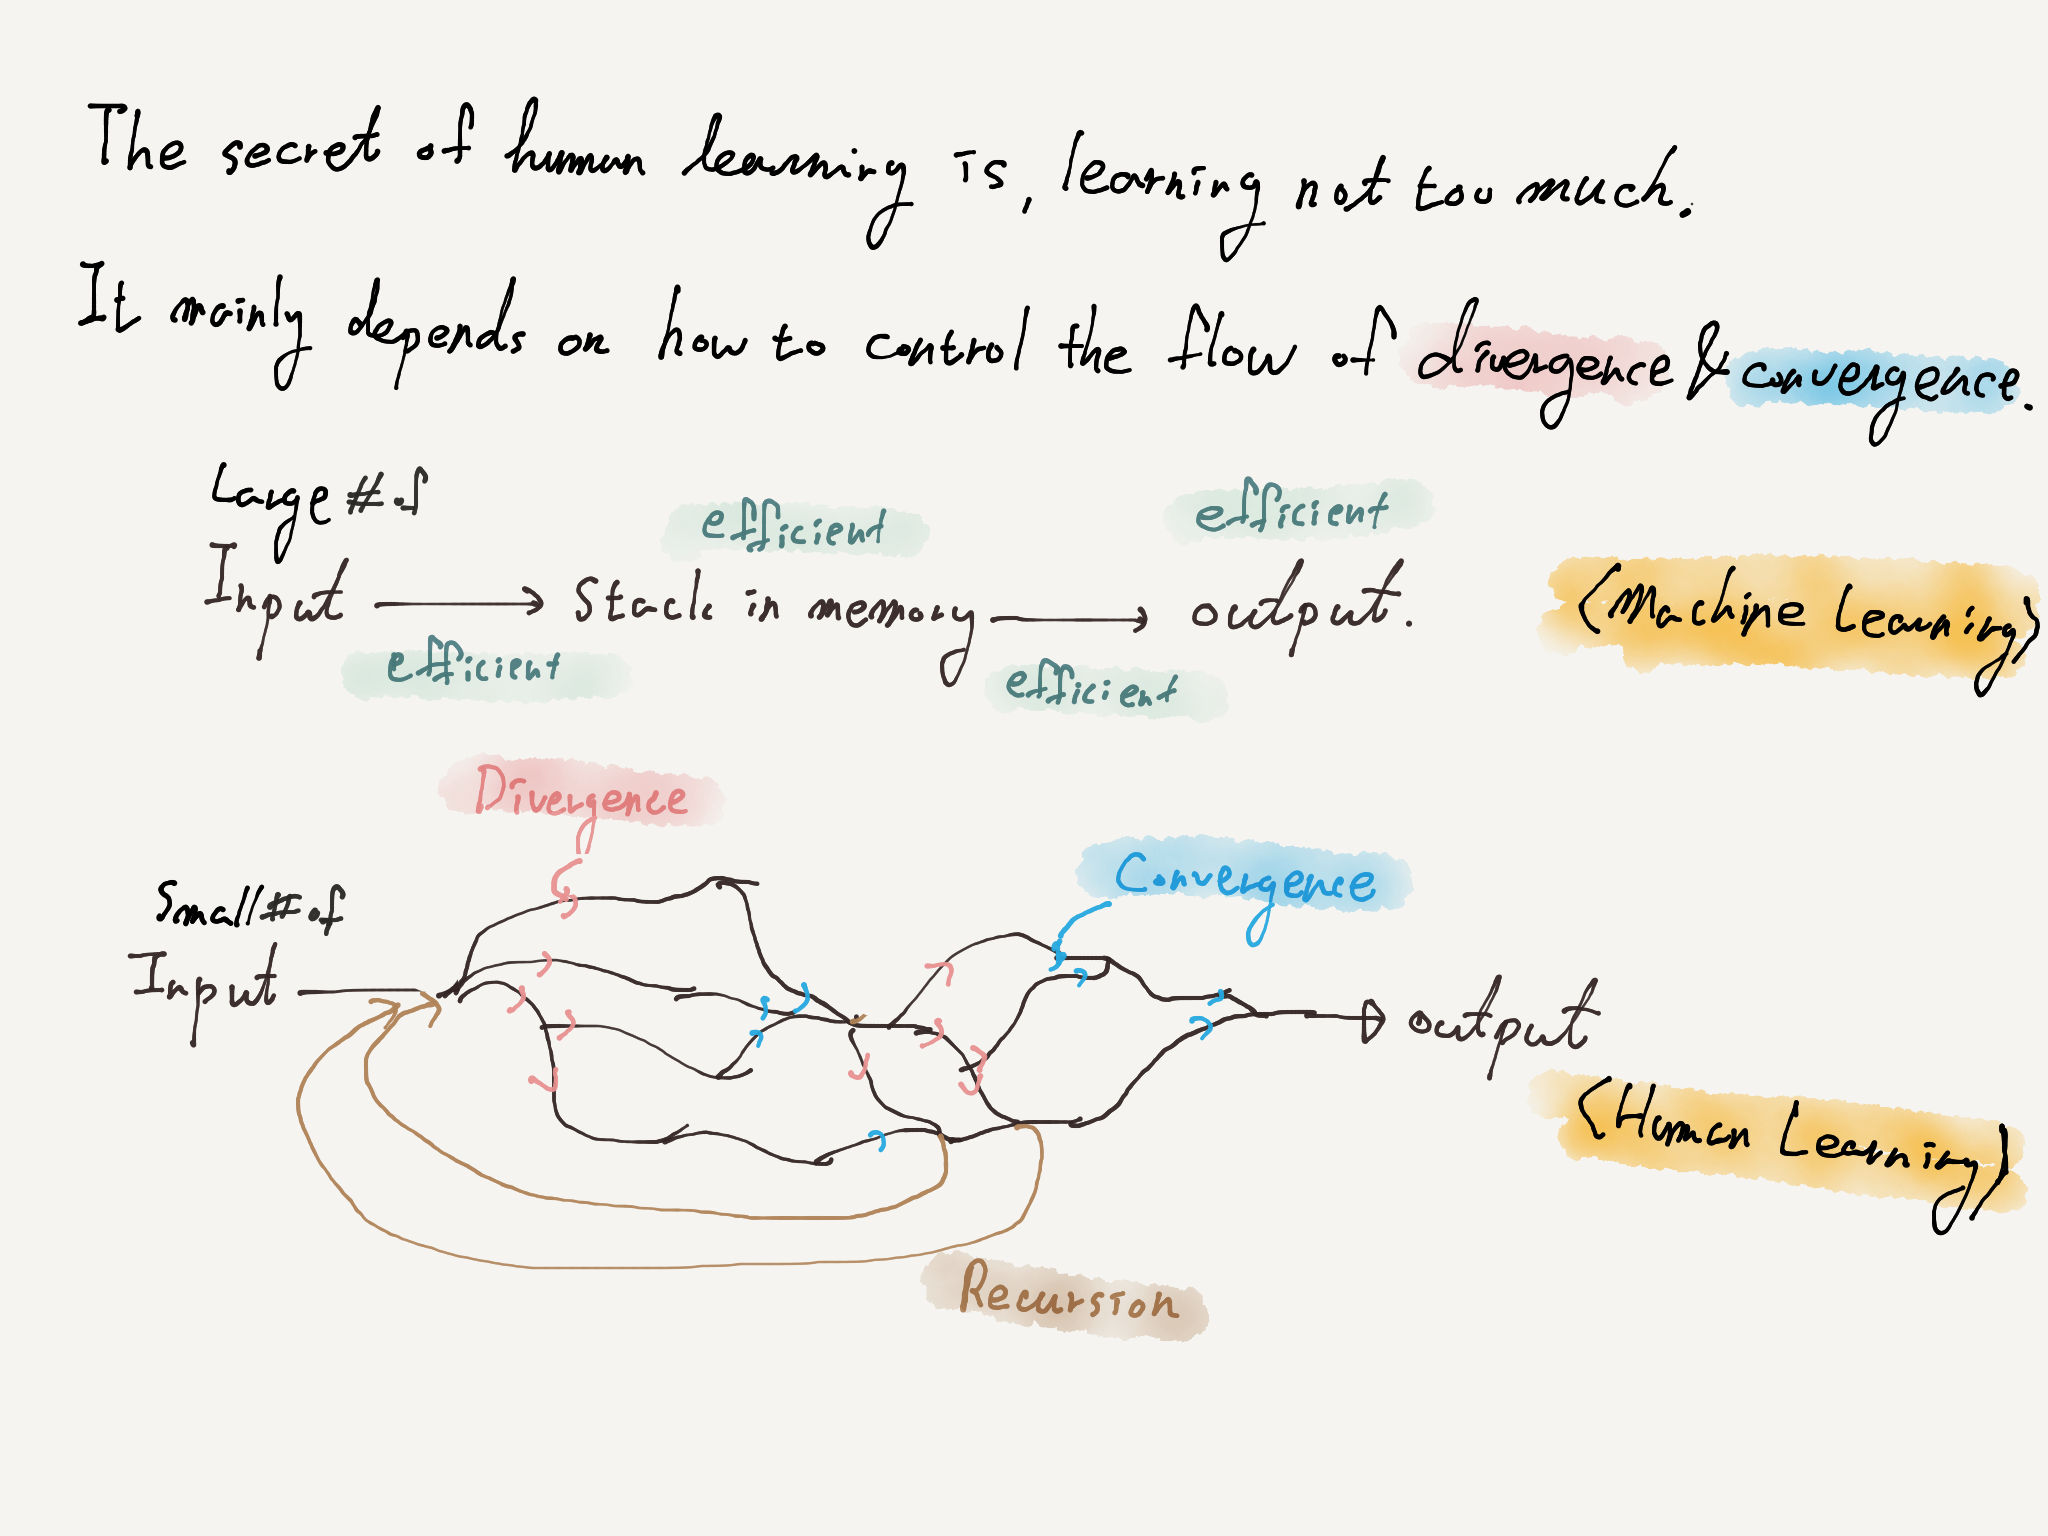 The secret of human learning is, learning not too much.
It mainly depends on how to control the flow of divergence & convergence.
Large # of
efficient
efficient
Input → Stack in memory → output.
<Machine Learning>
efficient
efficient
Divergence
Convergence
Small # of
Input
output
<Human Learning>
Recursion